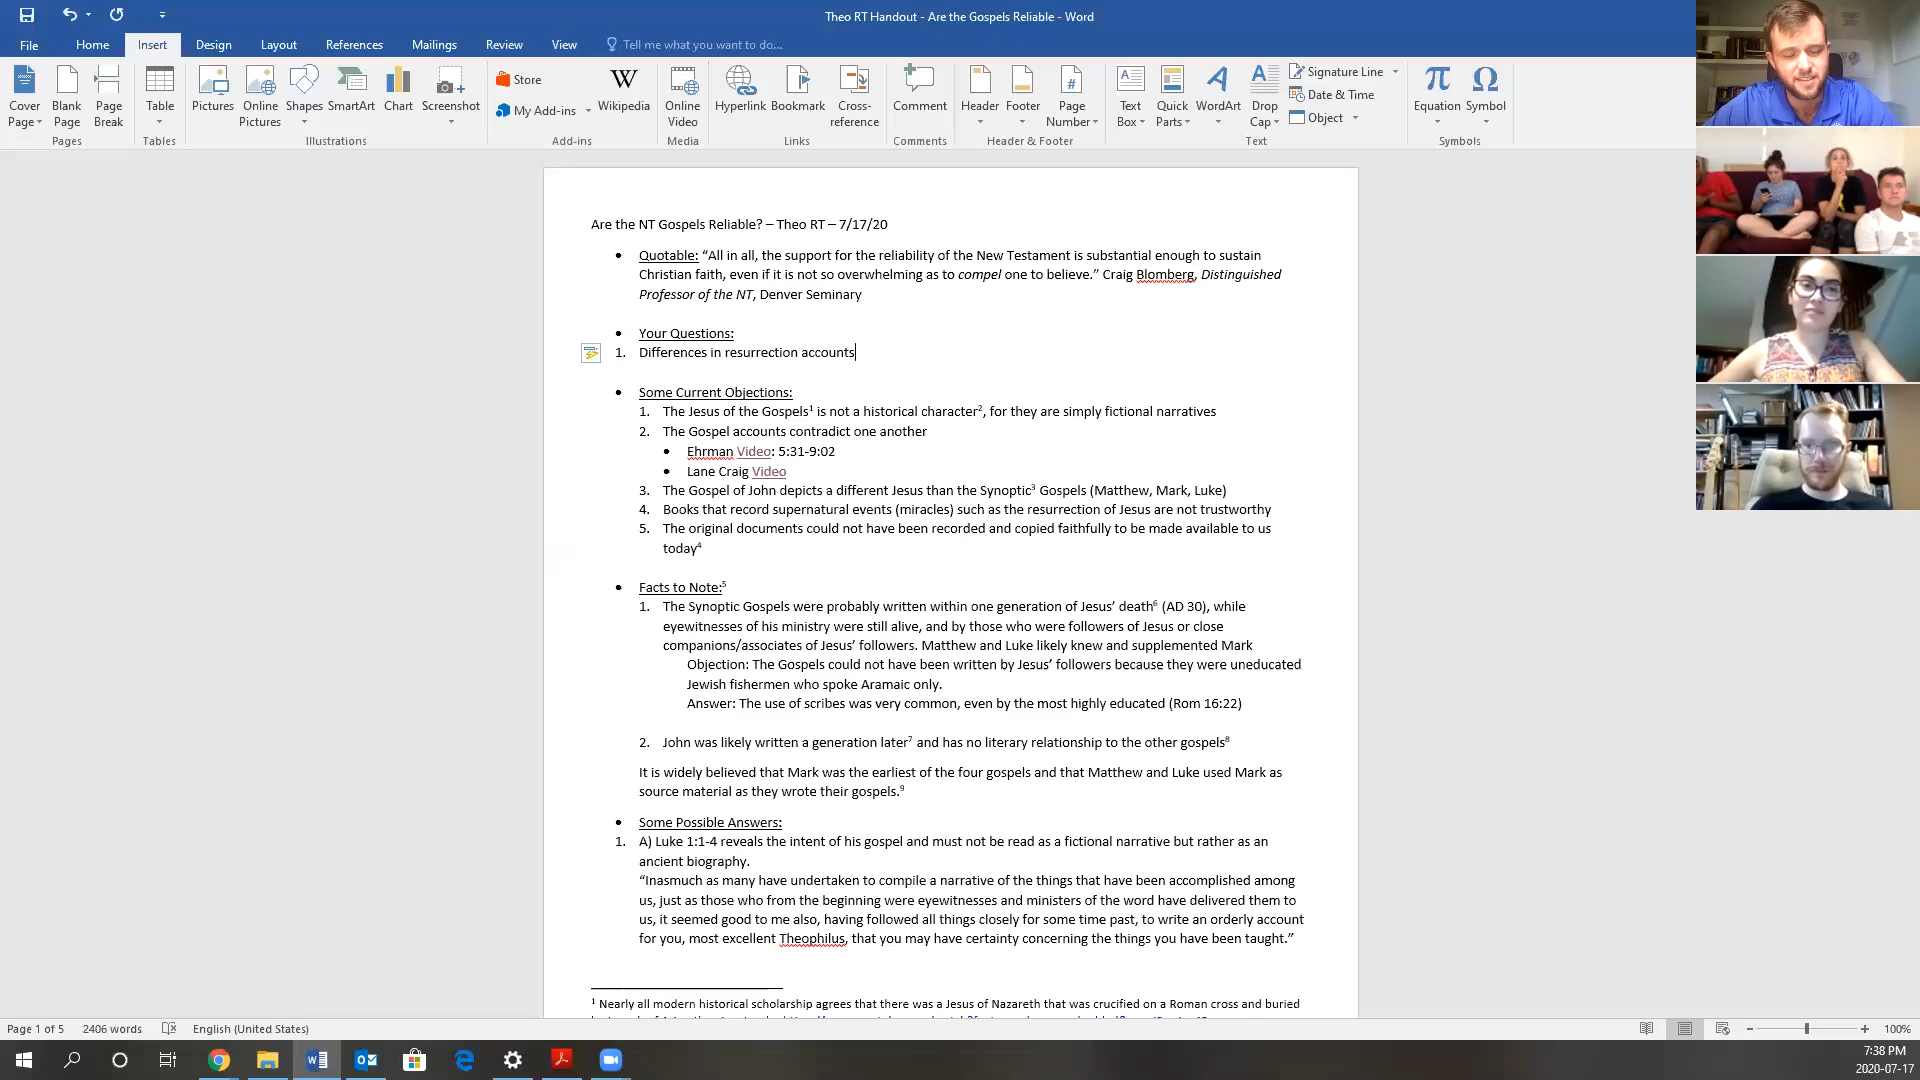 Theo RT Handout - Are the Gospels Reliable - Word
File Home Insert Design Layout References Mailings Review View Tell me what you want to do...
Cover Page
Blank Page
Page Break
Table
Pictures
Online Pictures
Shapes
SmartArt
Chart
Screenshot
Store
My Add-ins
Wikipedia
Online Video
Hyperlink
Bookmark
Cross-reference
Comment
Header
Footer
Page Number
Text Box
Quick Parts
WordArt
Drop Cap
Signature Line
Date & Time
Object
Equation
Symbol
Pages Tables Illustrations Add-ins Media Links Comments Header & Footer Text Symbols
Are the NT Gospels Reliable? – Theo RT – 7/17/20
• Quotable: “All in all, the support for the reliability of the New Testament is substantial enough to sustain
Christian faith, even if it is not so overwhelming as to compel one to believe.” Craig Blomberg, Distinguished
Professor of the NT, Denver Seminary
• Your Questions:
1. Differences in resurrection accounts
• Some Current Objections:
1. The Jesus of the Gospels¹ is not a historical character², for they are simply fictional narratives
2. The Gospel accounts contradict one another
• Ehrman Video: 5:31-9:02
• Lane Craig Video
3. The Gospel of John depicts a different Jesus than the Synoptic³ Gospels (Matthew, Mark, Luke)
4. Books that record supernatural events (miracles) such as the resurrection of Jesus are not trustworthy
5. The original documents could not have been recorded and copied faithfully to be made available to us
today⁴
• Facts to Note:⁵
1. The Synoptic Gospels were probably written within one generation of Jesus’ death⁶ (AD 30), while
eyewitnesses of his ministry were still alive, and by those who were followers of Jesus or close
companions/associates of Jesus’ followers. Matthew and Luke likely knew and supplemented Mark
Objection: The Gospels could not have been written by Jesus’ followers because they were uneducated
Jewish fishermen who spoke Aramaic only.
Answer: The use of scribes was very common, even by the most highly educated (Rom 16:22)
2. John was likely written a generation later⁷ and has no literary relationship to the other gospels⁸
It is widely believed that Mark was the earliest of the four gospels and that Matthew and Luke used Mark as
source material as they wrote their gospels.⁹
• Some Possible Answers:
1. A) Luke 1:1-4 reveals the intent of his gospel and must not be read as a fictional narrative but rather as an
ancient biography.
“Inasmuch as many have undertaken to compile a narrative of the things that have been accomplished among
us, just as those who from the beginning were eyewitnesses and ministers of the word have delivered them to
us, it seemed good to me also, having followed all things closely for some time past, to write an orderly account
for you, most excellent Theophilus, that you may have certainty concerning the things you have been taught.”
¹ Nearly all modern historical scholarship agrees that there was a Jesus of Nazareth that was crucified on a Roman cross and buried
Page 1 of 5 2406 words English (United States) 100%
7:38 PM
2020-07-17